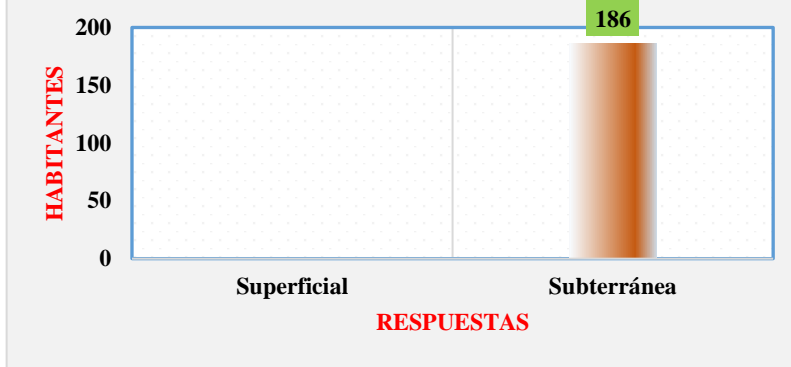 186
200
150
100
50
0
HABITANTES
Superficial
Subterránea
RESPUESTAS